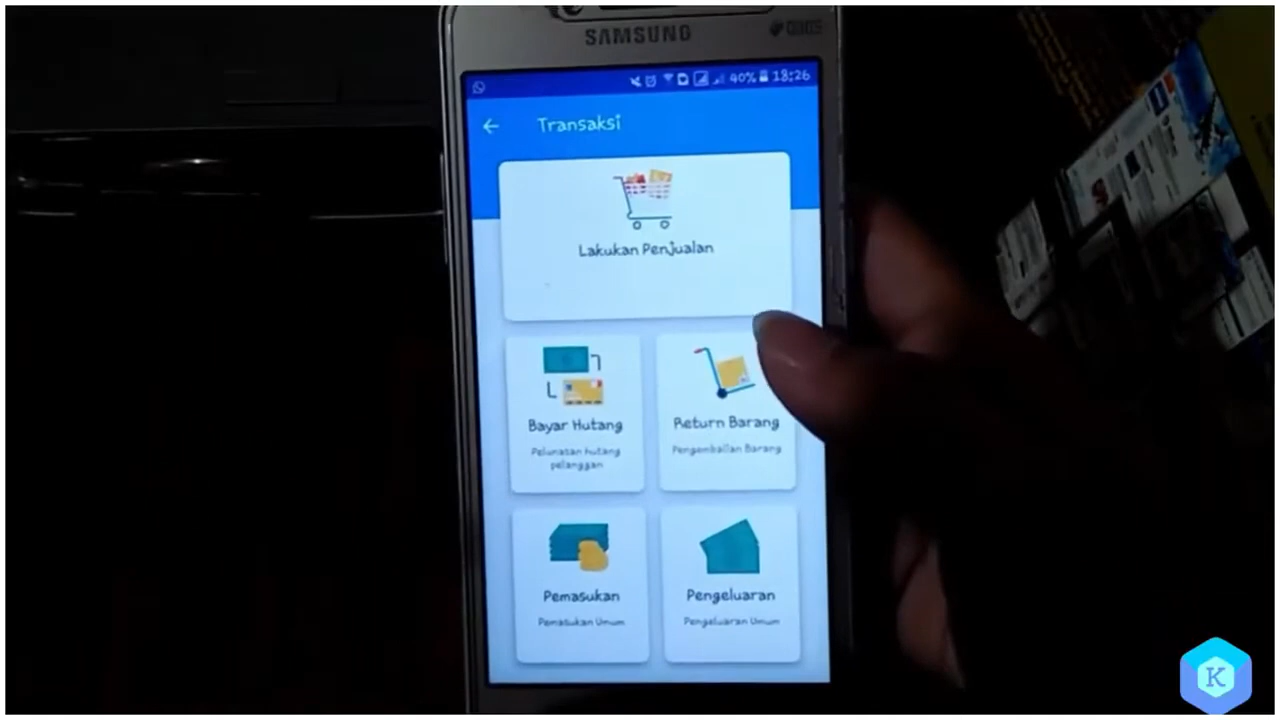 SAMSUNG
DUOS
40% 18:26
Transaksi
Lakukan Penjualan
Bayar Hutang
Pelunasan hutang
pelanggan
Return Barang
Pengembalian Barang
Pemasukan
Pemasukan Umum
Pengeluaran
Pengeluaran Umum
K